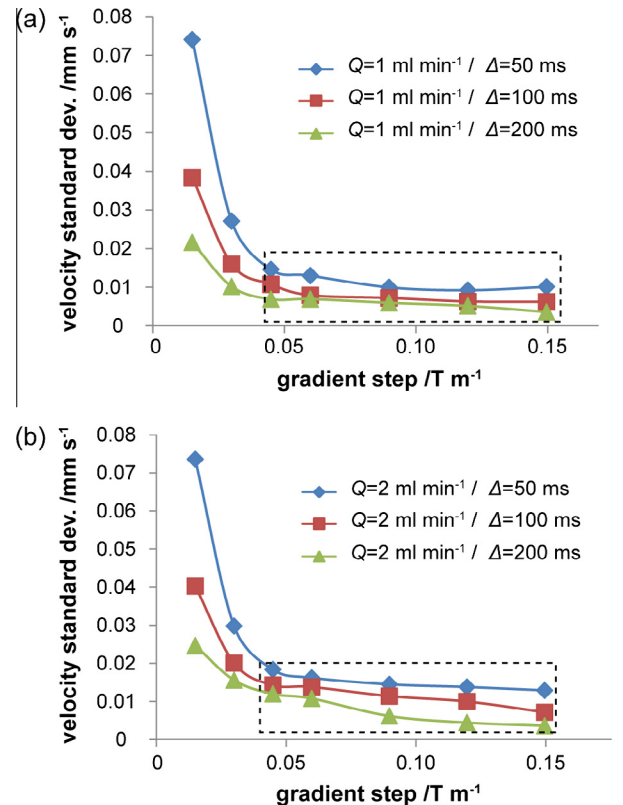 (a)
0.08
0.07
0.06
0.05
0.04
0.03
0.02
0.01
0
velocity standard dev. /mm s⁻¹
Q=1 ml min⁻¹ / Δ=50 ms
Q=1 ml min⁻¹ / Δ=100 ms
Q=1 ml min⁻¹ / Δ=200 ms
0 0.05 0.10 0.15
gradient step /T m⁻¹
(b)
0.08
0.07
0.06
0.05
0.04
0.03
0.02
0.01
0
velocity standard dev. /mm s⁻¹
Q=2 ml min⁻¹ / Δ=50 ms
Q=2 ml min⁻¹ / Δ=100 ms
Q=2 ml min⁻¹ / Δ=200 ms
0 0.05 0.10 0.15
gradient step /T m⁻¹